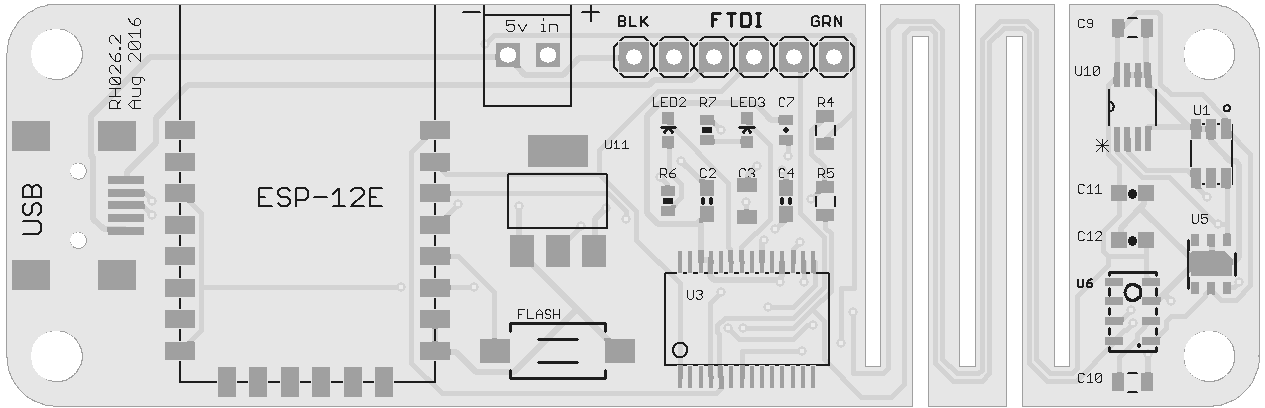 RH026.2
Aug 2016
5v in
BLK FTDI GRN
LED2 R7 LED3 C7 R4
U11
R6 C2 C3 C4 R5
USB
ESP-12E
U3
FLASH
C9
U10
U1
C11
U5
C12
U6
C10